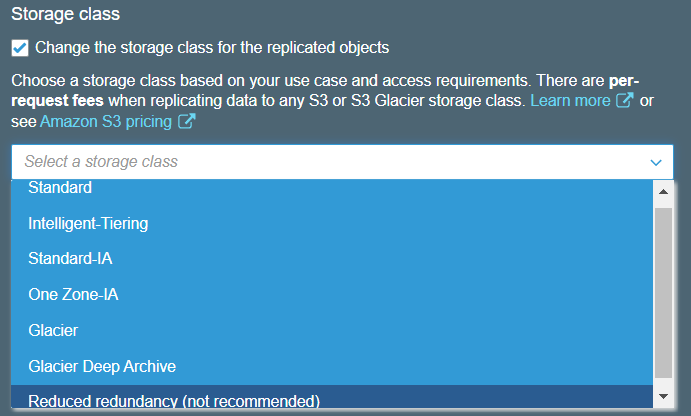 Storage class
Change the storage class for the replicated objects
Choose a storage class based on your use case and access requirements. There are per-
request fees when replicating data to any S3 or S3 Glacier storage class. Learn more or
see Amazon S3 pricing
Select a storage class
Standard
Intelligent-Tiering
Standard-IA
One Zone-IA
Glacier
Glacier Deep Archive
Reduced redundancy (not recommended)